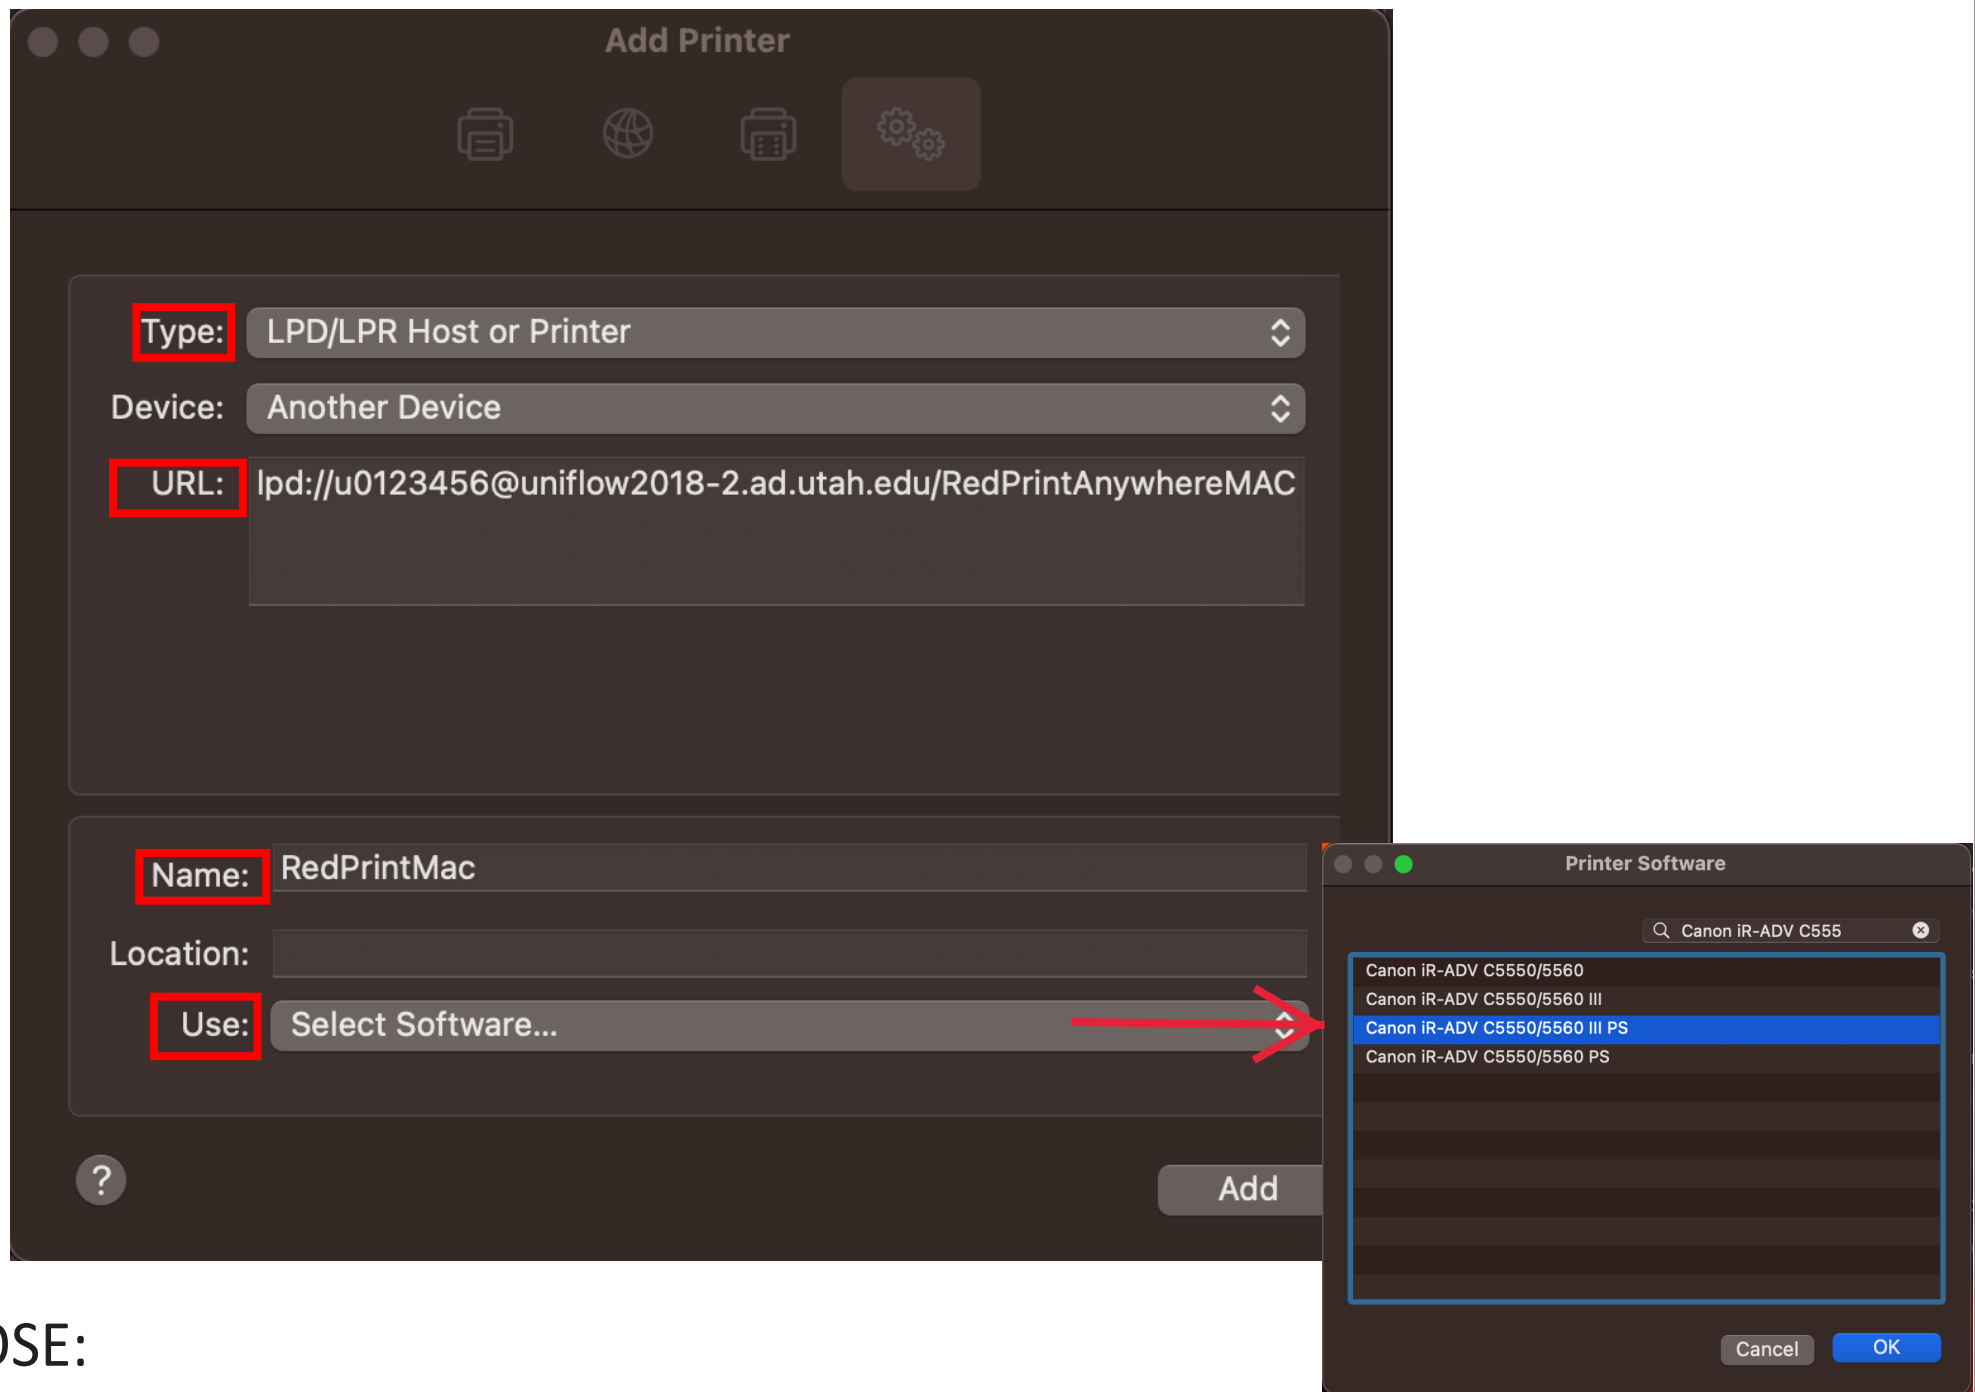 Add Printer
Type: LPD/LPR Host or Printer
Device: Another Device
URL: lpd://u0123456@uniflow2018-2.ad.utah.edu/RedPrintAnywhereMAC
Name: RedPrintMac
Location:
Use: Select Software...
?
Add
Printer Software
Canon iR-ADV C555
Canon iR-ADV C5550/5560
Canon iR-ADV C5550/5560 III
Canon iR-ADV C5550/5560 III PS
Canon iR-ADV C5550/5560 PS
Cancel OK
OSE: